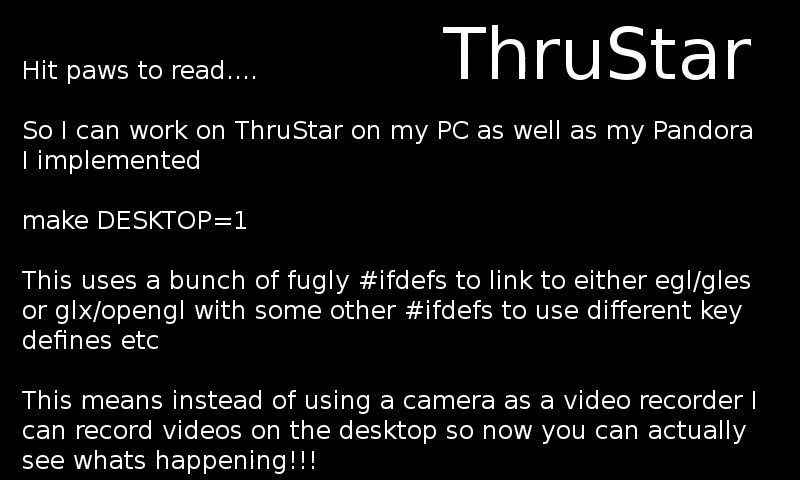 ThruStar
Hit paws to read....
So I can work on ThruStar on my PC as well as my Pandora
I implemented
make DESKTOP=1
This uses a bunch of fugly #ifdefs to link to either egl/gles
or glx/opengl with some other #ifdefs to use different key
defines etc
This means instead of using a camera as a video recorder I
can record videos on the desktop so now you can actually
see whats happening!!!